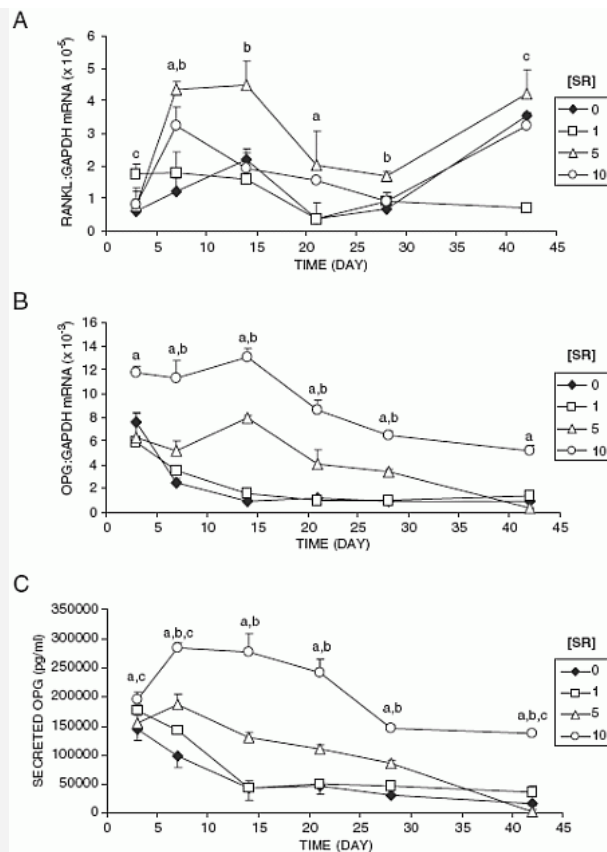 A
RANKL:GAPDH mRNA (x 10-5)
6
5
4
3
2
1
0
c
a,b
b
a
b
c
[SR]
0
1
5
10
0 5 10 15 20 25 30 35 40 45
TIME (DAY)
B
OPG:GAPDH mRNA (x 10-3)
16
14
12
10
8
6
4
2
0
a
a,b
a,b
a,b
a,b
a
[SR]
0
1
5
10
0 5 10 15 20 25 30 35 40 45
TIME (DAY)
C
SECRETED OPG (pg/ml)
350000
300000
250000
200000
150000
100000
50000
0
a,c
a,b,c
a,b
a,b
a,b
a,b,c
[SR]
0
1
5
10
0 5 10 15 20 25 30 35 40 45
TIME (DAY)